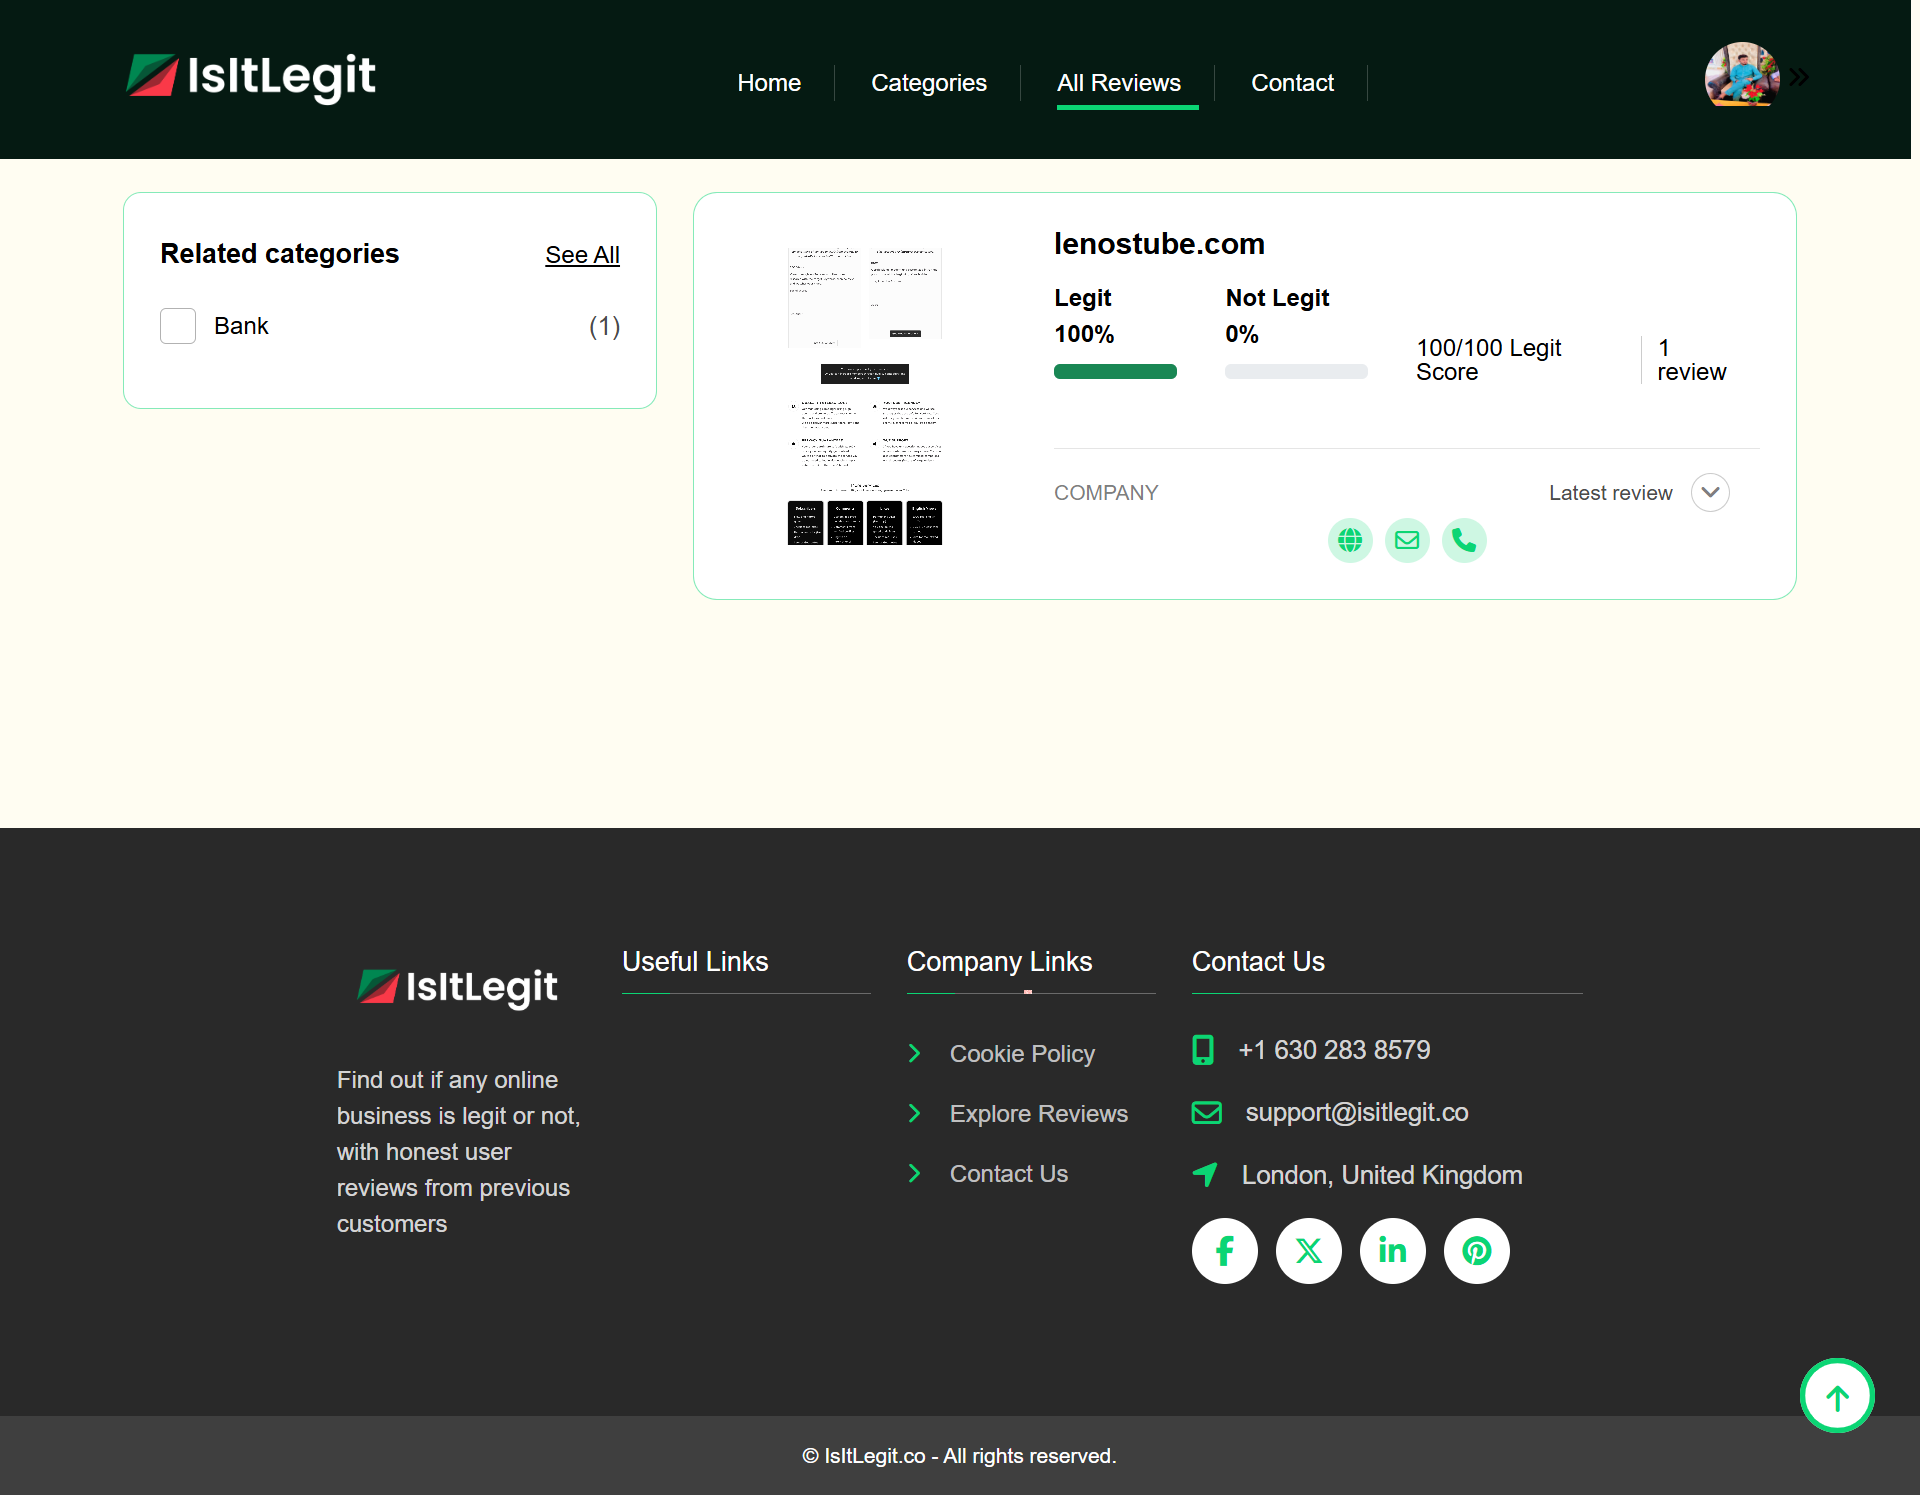 IsItLegit
Home
Categories
All Reviews
Contact
Related categories
See All
Bank
(1)
lenostube.com
Legit
100%
Not Legit
0%
100/100 Legit
Score
1
review
COMPANY
Latest review
IsItLegit
Find out if any online
business is legit or not,
with honest user
reviews from previous
customers
Useful Links
Company Links
Cookie Policy
Explore Reviews
Contact Us
Contact Us
+1 630 283 8579
support@isitlegit.co
London, United Kingdom
© IsItLegit.co - All rights reserved.